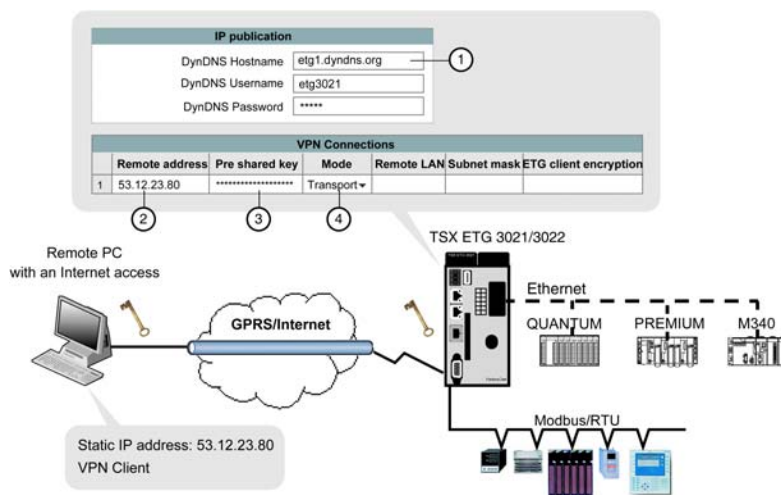 IP publication
DynDNS Hostname etg1.dyndns.org 1
DynDNS Username etg3021
DynDNS Password *****
VPN Connections
Remote address Pre shared key Mode Remote LAN Subnet mask ETG client encryption
1 53.12.23.80 ******************* Transport
2 3 4
TSX ETG 3021/3022
Remote PC
with an Internet access
Ethernet
GPRS/Internet
QUANTUM PREMIUM M340
Modbus/RTU
Static IP address: 53.12.23.80
VPN Client